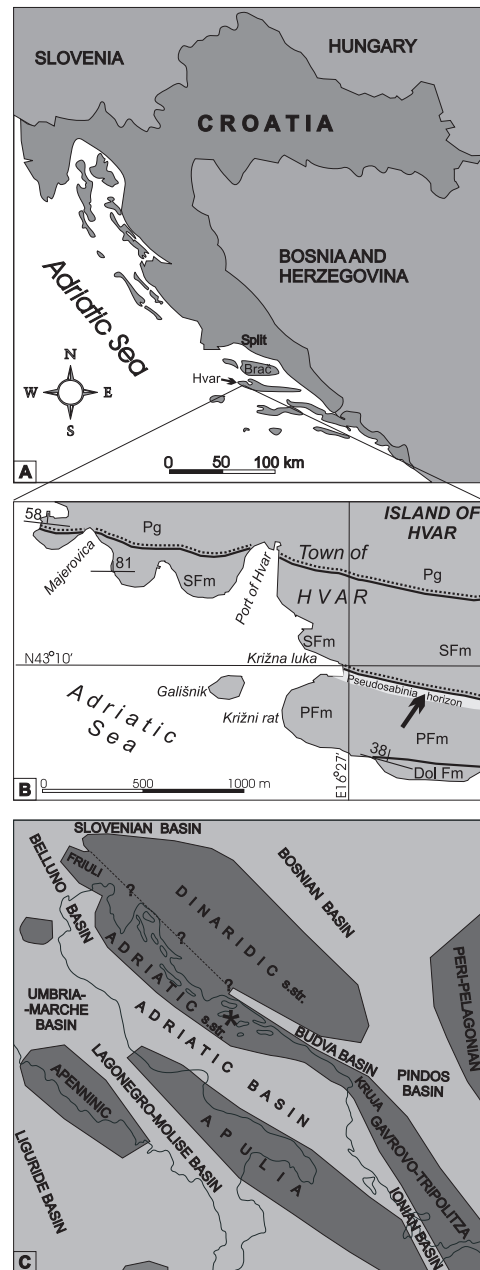 SLOVENIA
HUNGARY
CROATIA
BOSNIA AND
HERZEGOVINA
Adriatic Sea
Split
Brač
Hvar
N
W E
S
0 50 100 km
A
58
ISLAND OF
HVAR
Pg
Town of
Pg
Majerovica
81
SFm
Port of Hvar
HVAR
SFm
SFm
N43°10'
Križna luka
Pseudosabinia horizon
Gališnik
Adriatic
Sea
Križni rat
PFm
PFm
38
Dol Fm
E16°27'
0 500 1000 m
B
SLOVENIAN BASIN
BELLUNO
BASIN
FRIULI
BOSNIAN BASIN
?
?
?
DINARIDIC s.str.
ADRIATIC s.str.
*
PERI-PELAGONIAN
UMBRIA-
-MARCHE
BASIN
ADRIATIC BASIN
BUDVA BASIN
PINDOS
BASIN
LAGONEGRO-MOLISE BASIN
APENNINIC
KRUJA
GAVROVO-TRIPOLITZA
APULIA
LIGURIDE BASIN
IONIAN BASIN
C